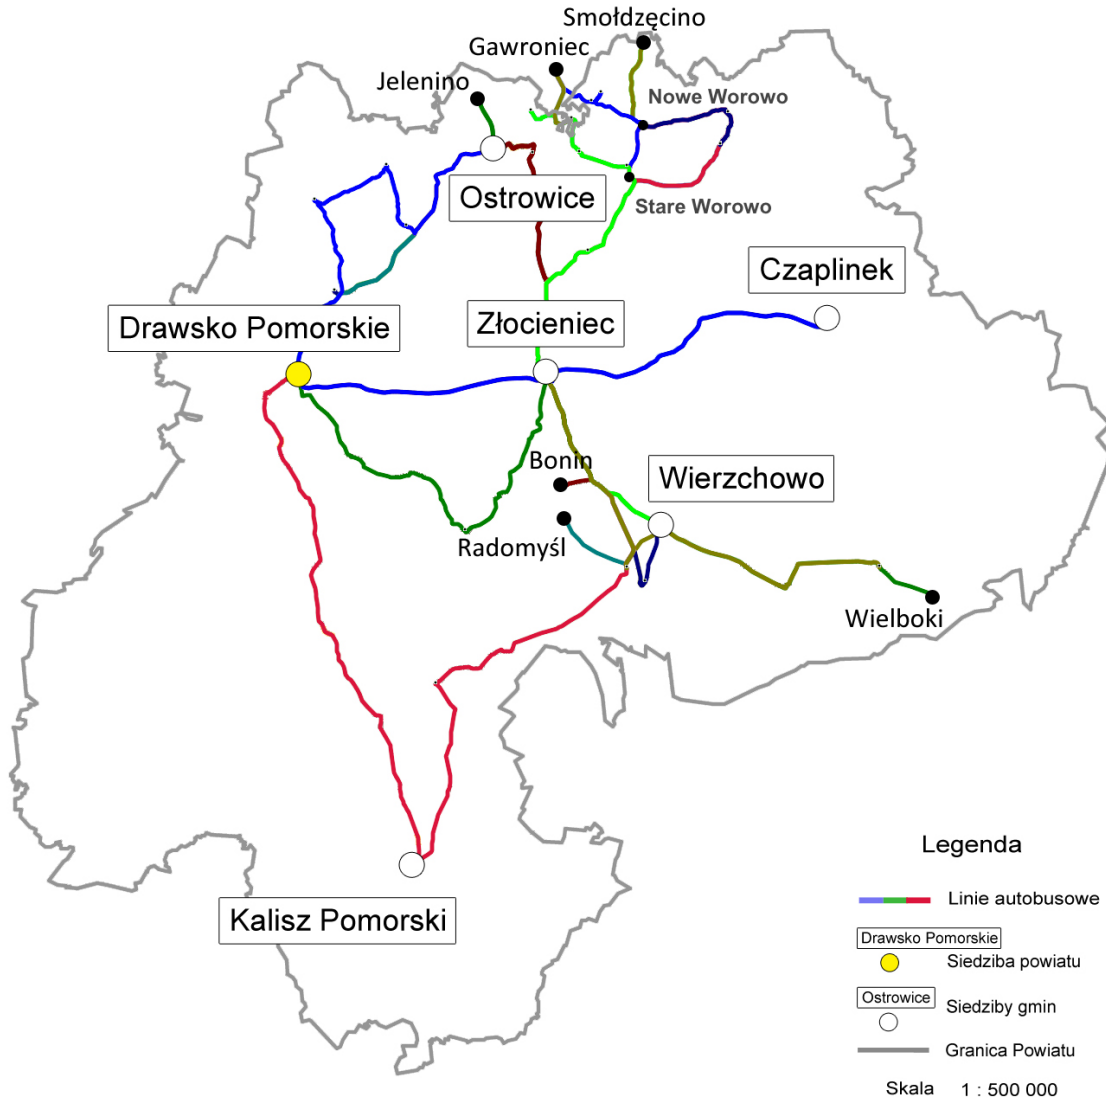 Smołdzęcino
Gawroniec
Jelenino
Nowe Worowo
Ostrowice
Stare Worowo
Czaplinek
Drawsko Pomorskie
Złocieniec
Bonin
Wierzchowo
Radomyśl
Wielboki
Kalisz Pomorski
Legenda
Linie autobusowe
Drawsko Pomorskie
Siedziba powiatu
Ostrowice
Siedziby gmin
Granica Powiatu
Skala 1 : 500 000